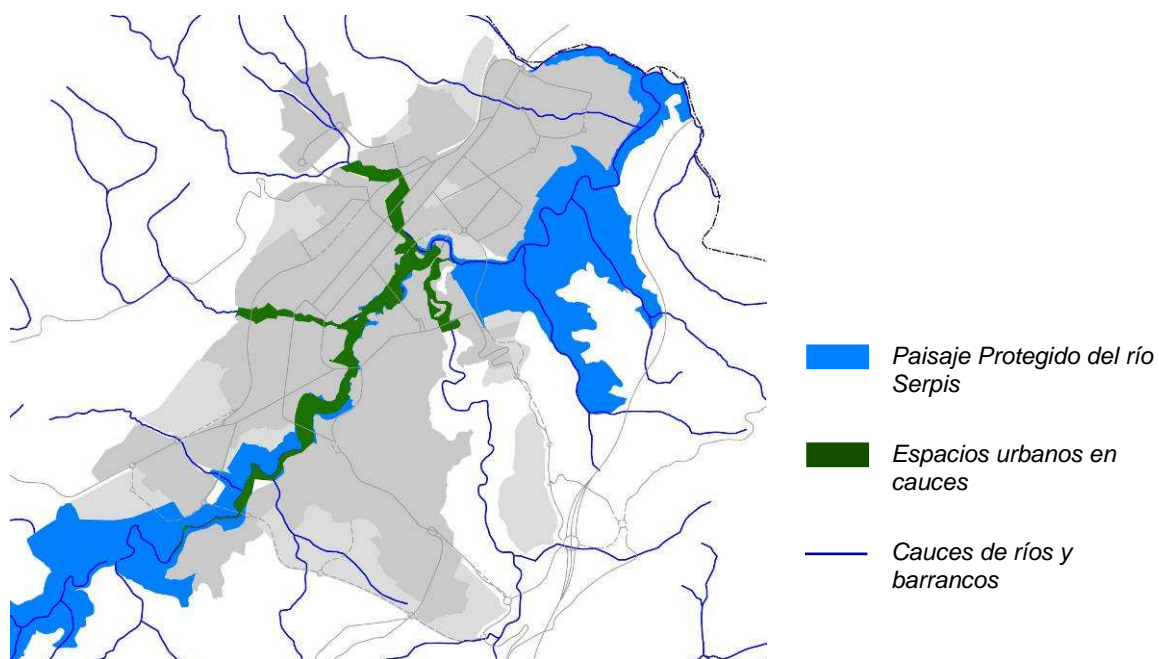 Paisaje Protegido del río
Serpis
Espacios urbanos en
cauces
Cauces de ríos y
barrancos